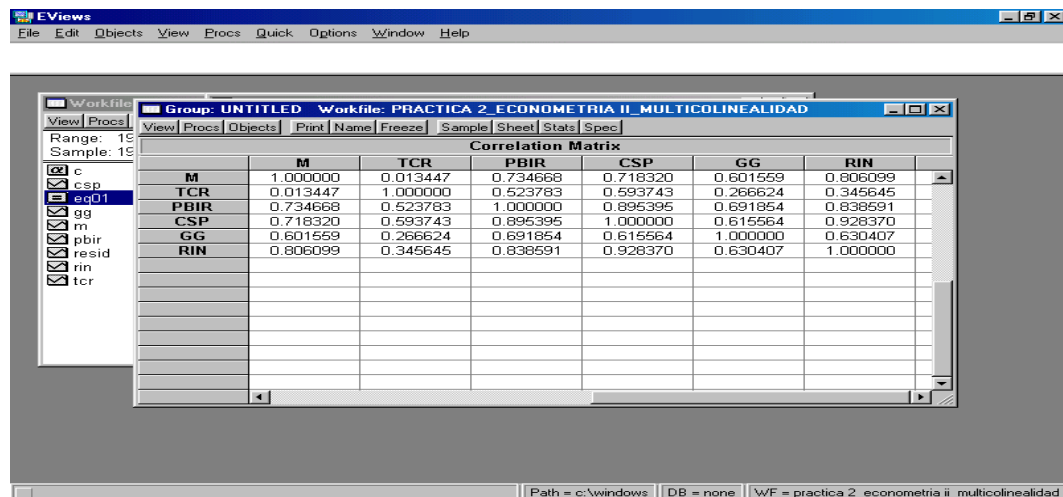 EViews
File Edit Objects View Procs Quick Options Window Help
Workfile
View Procs
Range: 19
Sample: 19
c
csp
eq01
gg
m
pbir
resid
rin
tcr
Group: UNTITLED Workfile: PRACTICA 2_ECONOMETRIA II_MULTICOLINEALIDAD
View Procs Objects Print Name Freeze Sample Sheet Stats Spec
Correlation Matrix
M TCR PBIR CSP GG RIN
M 1.000000 0.013447 0.734668 0.718320 0.601559 0.806099
TCR 0.013447 1.000000 0.523783 0.593743 0.266624 0.345645
PBIR 0.734668 0.523783 1.000000 0.895395 0.691854 0.838591
CSP 0.718320 0.593743 0.895395 1.000000 0.615564 0.928370
GG 0.601559 0.266624 0.691854 0.615564 1.000000 0.630407
RIN 0.806099 0.345645 0.838591 0.928370 0.630407 1.000000
Path = c:\windows DB = none WF = practica 2_econometria ii_multicolinealidad